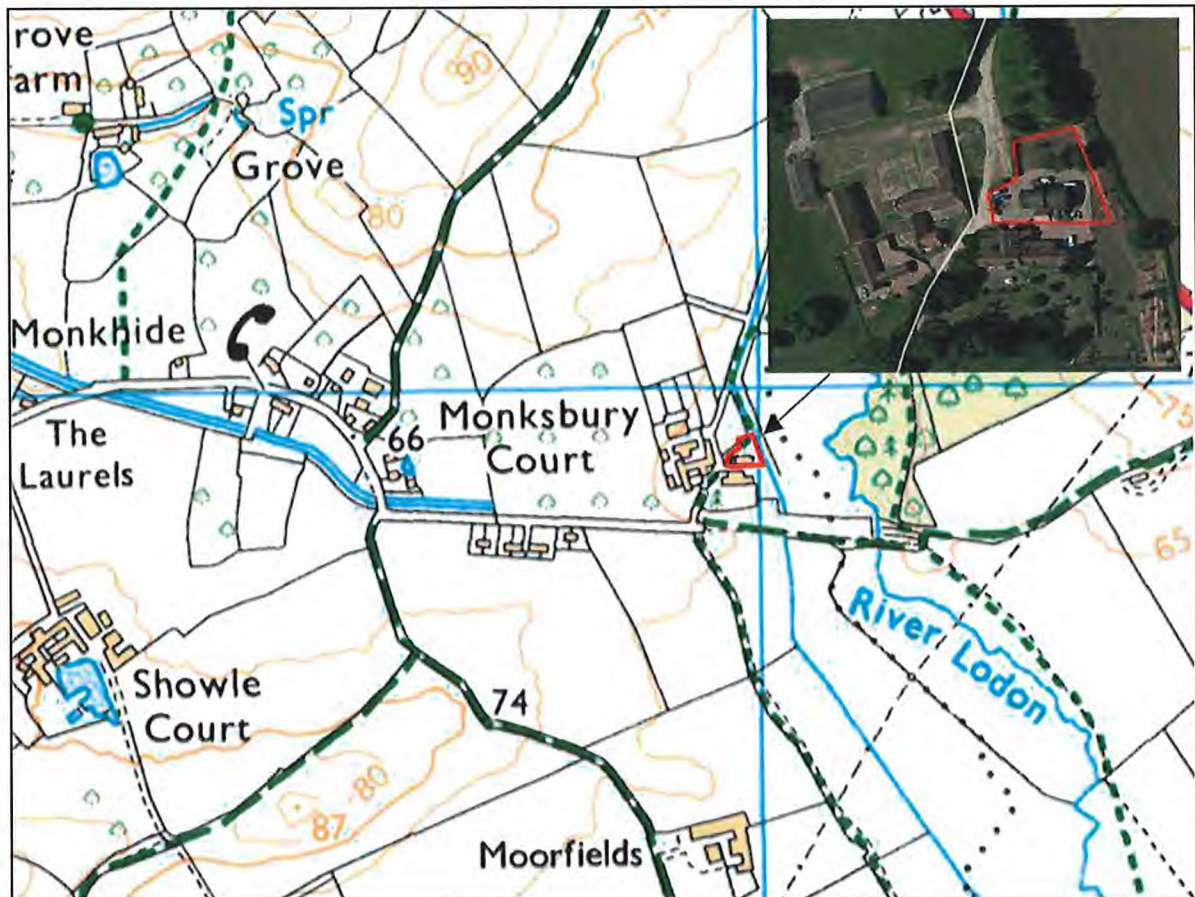 rove
arm
Spr
Grove
90
80
75
Monkhide
The
Laurels
66
Monksbury
Court
75
65
River Lodon
Showle
Court
74
87
80
Moorfields